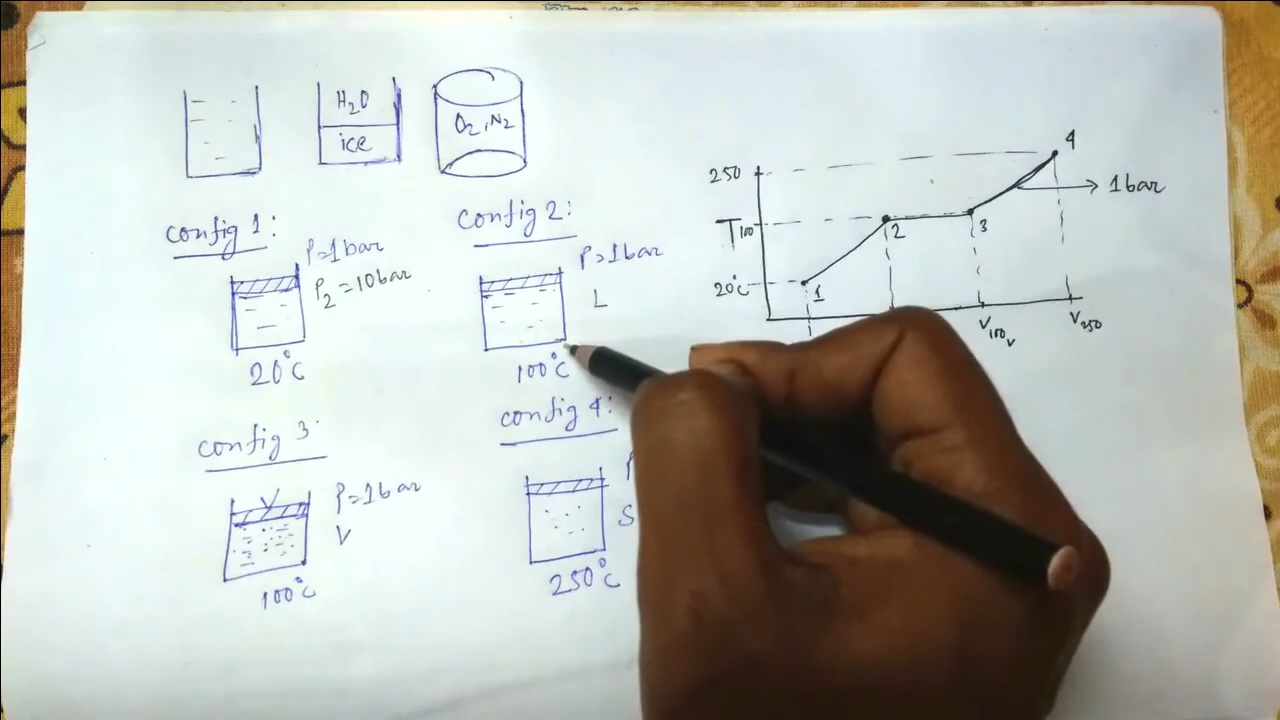 H₂O
ice
O₂, N₂
config 1:
P=1bar
P₂=10bar
20°C
config 2:
P=1bar
L
100°C
config 3:
P=1bar
V
100°C
config 4:
P
S
250°C
250
T
100
20°C
1
2
3
4
1bar
V100v
V250